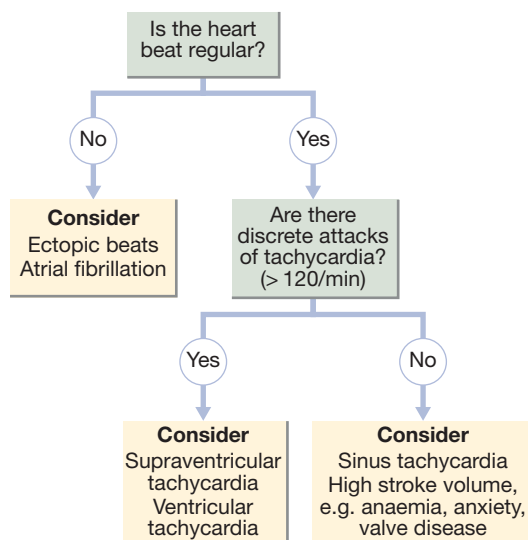 Is the heart
beat regular?
No
Yes
Consider
Ectopic beats
Atrial fibrillation
Are there
discrete attacks
of tachycardia?
(> 120/min)
Yes
No
Consider
Supraventricular
tachycardia
Ventricular
tachycardia
Consider
Sinus tachycardia
High stroke volume,
e.g. anaemia, anxiety,
valve disease